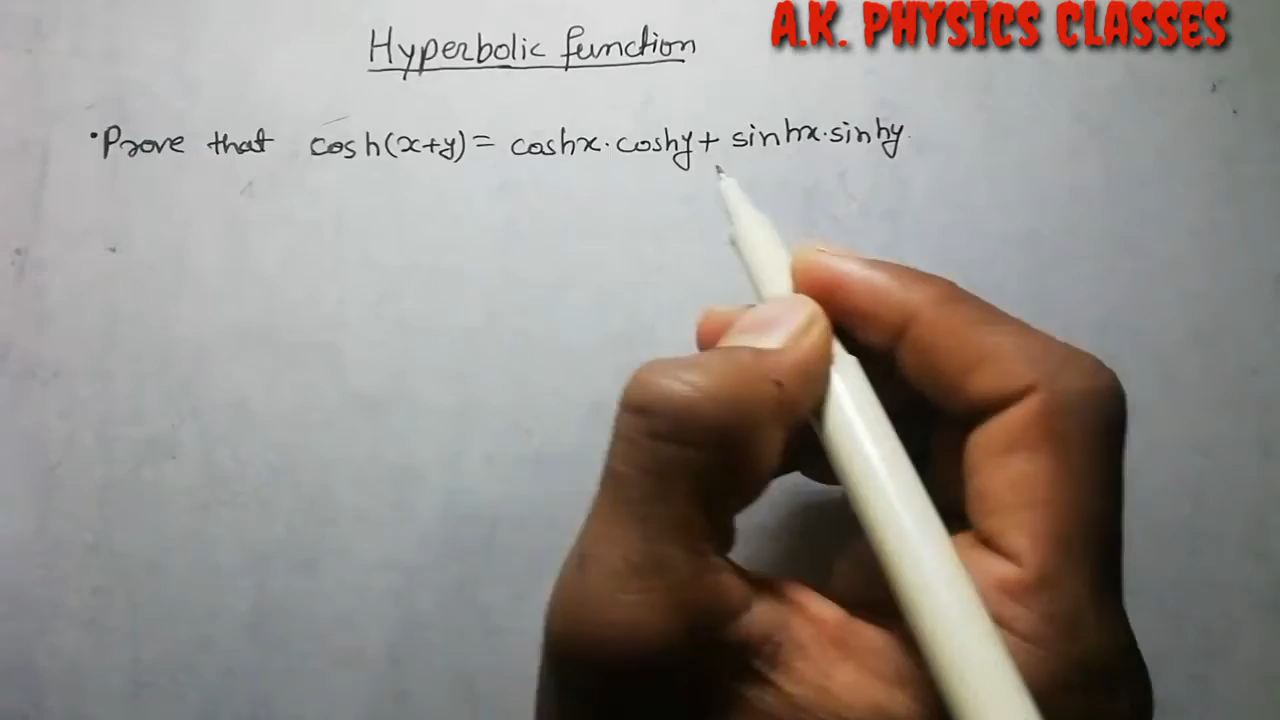 A.K. PHYSICS CLASSES
Hyperbolic function
•Prove that cosh(x+y)= coshx.coshy+ sinhx.sinhy.